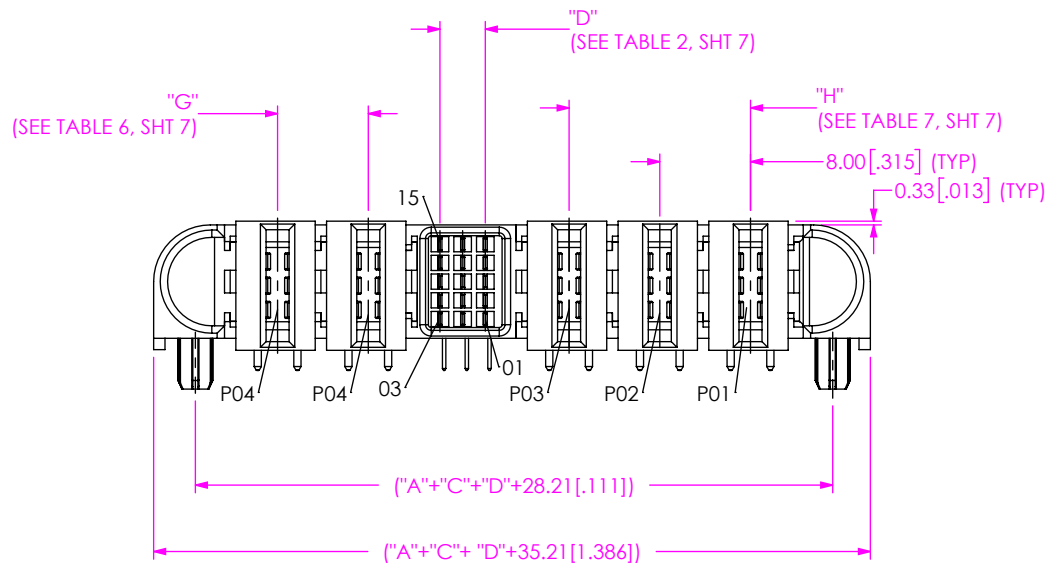 "D"
(SEE TABLE 2, SHT 7)
"G"
(SEE TABLE 6, SHT 7)
"H"
(SEE TABLE 7, SHT 7)
8.00[.315] (TYP)
0.33[.013] (TYP)
15
01
03
P04
P04
P03
P02
P01
("A"+"C"+"D"+28.21[.111])
("A"+"C"+ "D"+35.21[1.386])